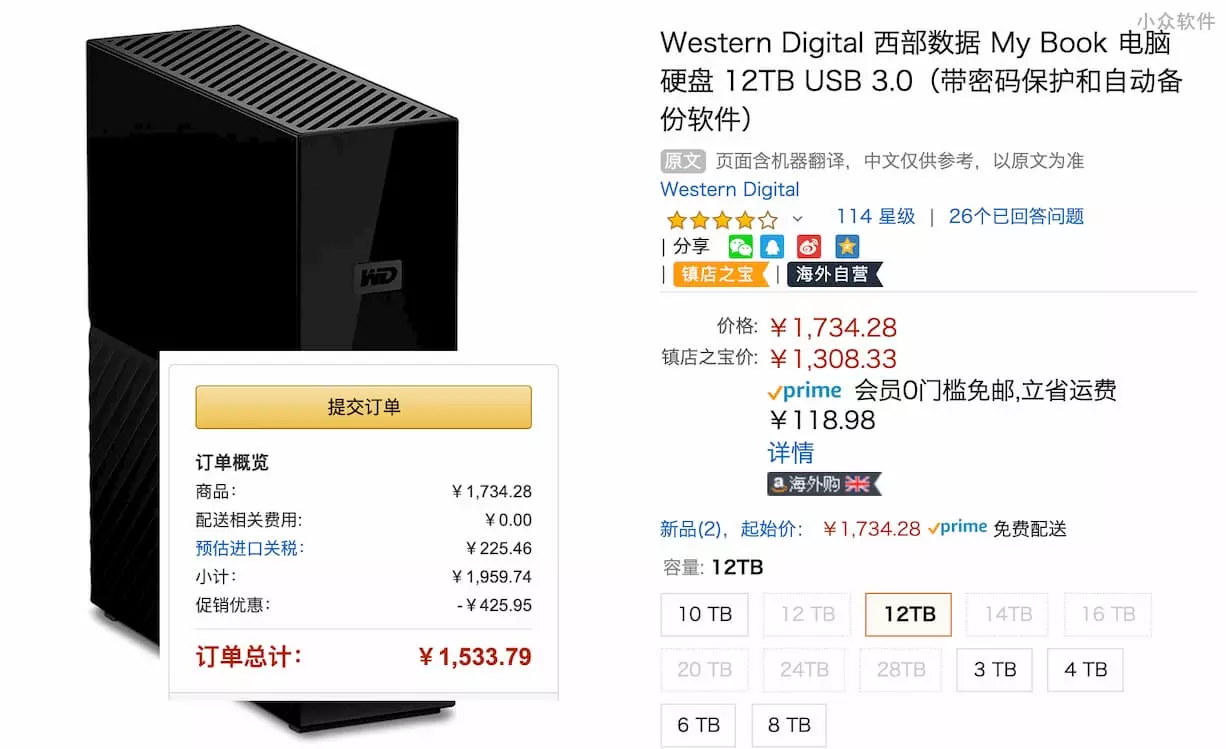 小众软件
Western Digital 西部数据 My Book 电脑
硬盘 12TB USB 3.0（带密码保护和自动备
份软件）
原文 页面含机器翻译，中文仅供参考，以原文为准
Western Digital
114 星级 | 26个已回答问题
| 分享
| 镇店之宝 | 海外自营
价格: ￥1,734.28
镇店之宝价: ￥1,308.33
prime 会员0门槛免邮,立省运费
￥118.98
详情
a 海外购
新品(2)，起始价: ￥1,734.28 prime 免费配送
容量: 12TB
10 TB 12 TB 12TB 14TB 16 TB
20 TB 24TB 28TB 3 TB 4 TB
6 TB 8 TB
WD
提交订单
订单概览
商品: ￥1,734.28
配送相关费用: ￥0.00
预估进口关税: ￥225.46
小计: ￥1,959.74
促销优惠: -￥425.95
订单总计: ￥1,533.79